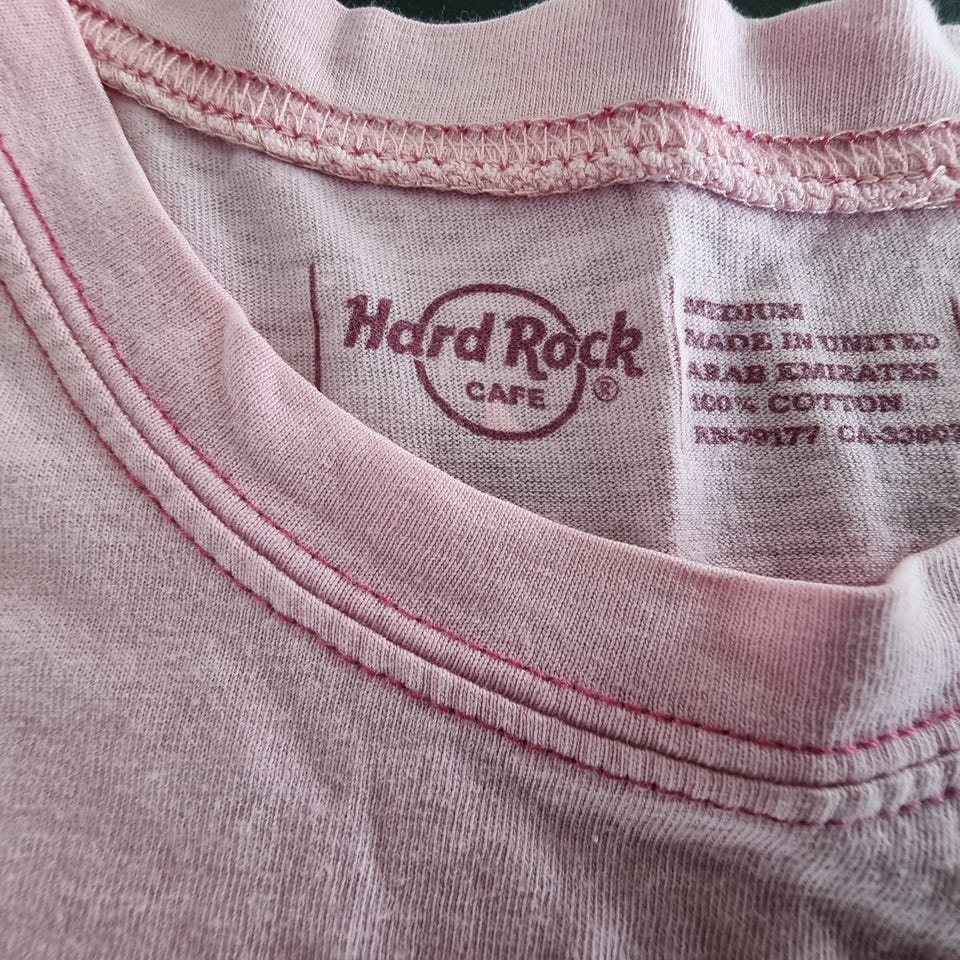 Hard Rock
CAFE
®
MEDIUM
MADE IN UNITED
ARAB EMIRATES
100% COTTON
RN-79177